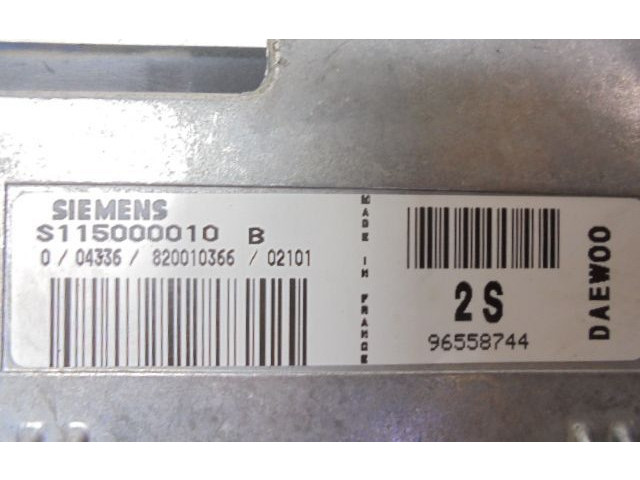 SIEMENS
S115000010 B
0 / 04336 / 820010366 / 02101
MADE IN FRANCE
2S
96558744
DAEWOO